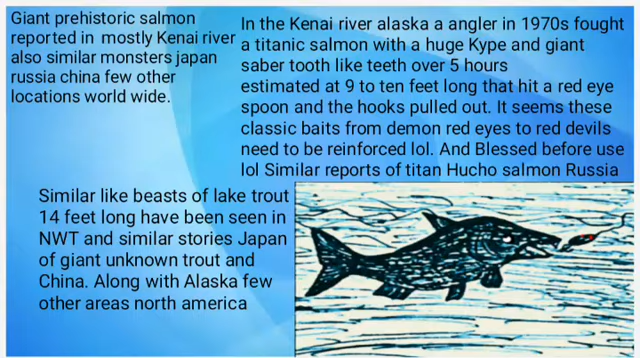 Giant prehistoric salmon
reported in mostly Kenai river
also similar monsters japan
russia china few other
locations world wide.
In the Kenai river alaska a angler in 1970s fought
a titanic salmon with a huge Kype and giant
saber tooth like teeth over 5 hours
estimated at 9 to ten feet long that hit a red eye
spoon and the hooks pulled out. It seems these
classic baits from demon red eyes to red devils
need to be reinforced lol. And Blessed before use
lol Similar reports of titan Hucho salmon Russia
Similar like beasts of lake trout
14 feet long have been seen in
NWT and similar stories Japan
of giant unknown trout and
China. Along with Alaska few
other areas north america